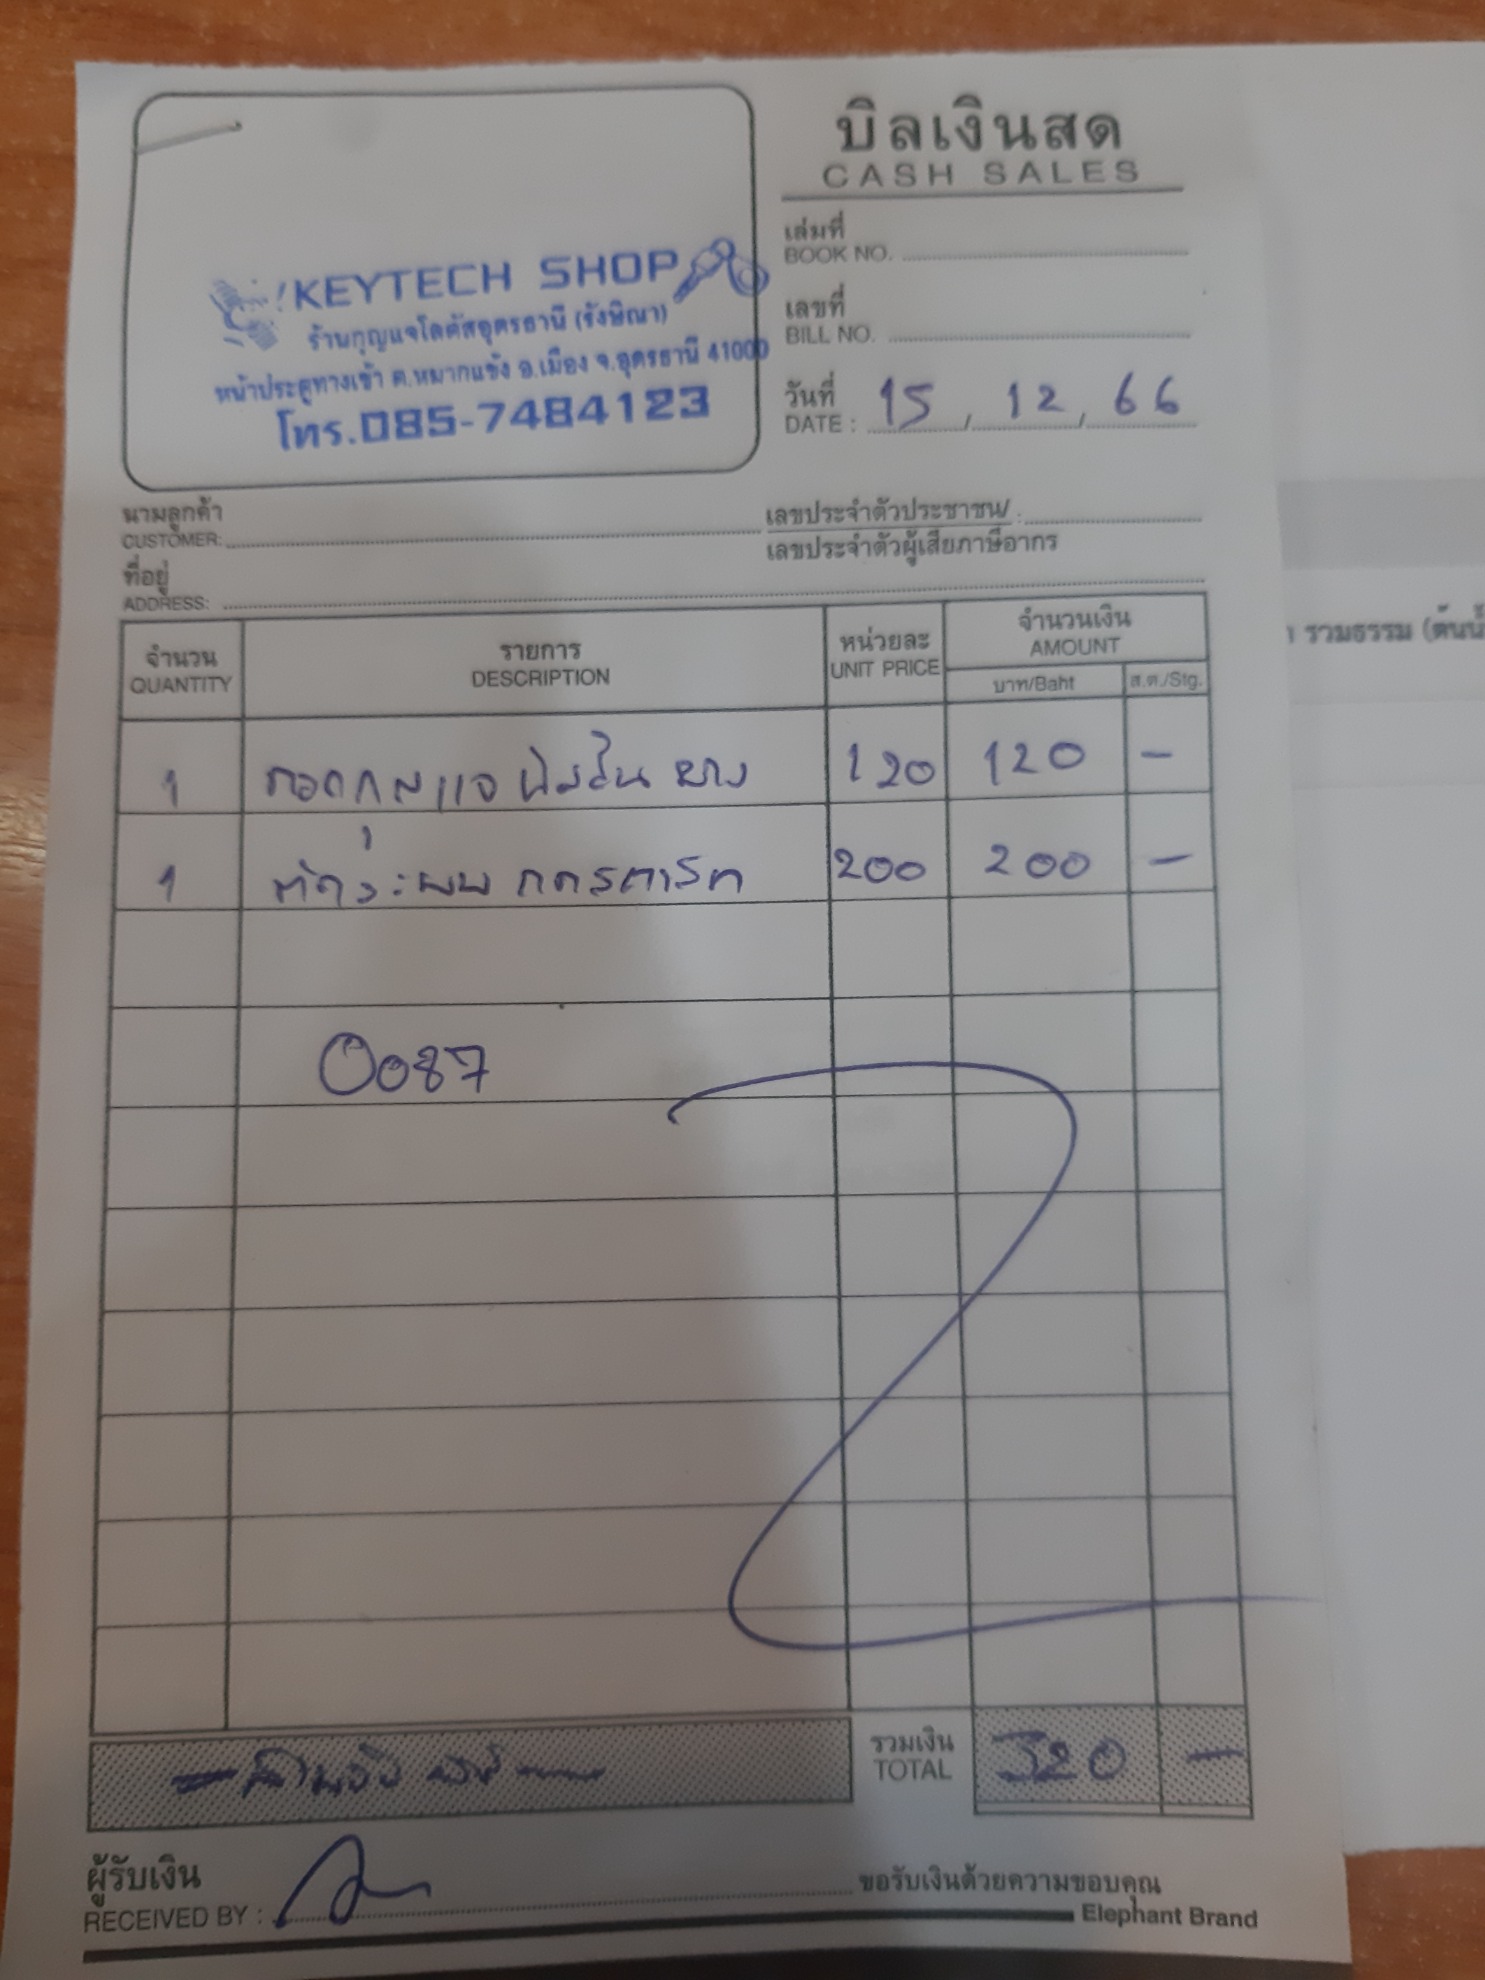 บิลเงินสด
CASH SALES
KEYTECH SHOP
ร้านกุญแจโลตัสอุดรธานี (รังษิณา)
หน้าประตูทางเข้า ต.หมากแข้ง อ.เมือง จ.อุดรธานี 41000
โทร.085-7484123
เล่มที่
BOOK NO.
เลขที่
BILL NO.
วันที่
DATE : 15 / 12 / 66
นามลูกค้า
CUSTOMER:
เลขประจำตัวประชาชน/ :
เลขประจำตัวผู้เสียภาษีอากร
ที่อยู่
ADDRESS:
จำนวน
QUANTITY
รายการ
DESCRIPTION
หน่วยละ
UNIT PRICE
จำนวนเงิน
AMOUNT
บาท/Baht ส.ต./Stg.
1 120 120 -
1 200 200 -
0087
รวมเงิน
TOTAL
320 -
ผู้รับเงิน
RECEIVED BY :
ขอรับเงินด้วยความขอบคุณ
Elephant Brand
รวมธรรม